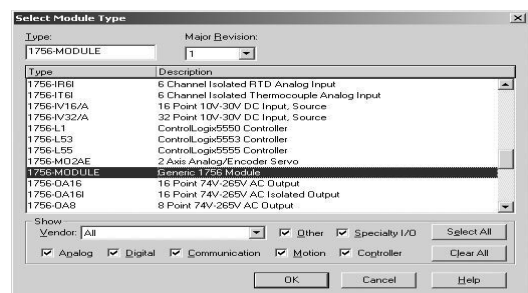 Select Module Type
Type: Major Revision:
1756-MODULE 1
Type Description
1756-IR6I 6 Channel Isolated RTD Analog Input
1756-IT6I 6 Channel Isolated Thermocouple Analog Input
1756-IV16/A 16 Point 10V-30V DC Input, Source
1756-IV32/A 32 Point 10V-30V DC Input, Source
1756-L1 ControlLogix5550 Controller
1756-L53 ControlLogix5553 Controller
1756-L55 ControlLogix5555 Controller
1756-M02AE 2 Axis Analog/Encoder Servo
1756-MODULE Generic 1756 Module
1756-OA16 16 Point 74V-265V AC Output
1756-OA16I 16 Point 74V-265V AC Isolated Output
1756-OA8 8 Point 74V-265V AC Output
Show
Vendor: All Other Specialty I/O Select All
Analog Digital Communication Motion Controller Clear All
OK Cancel Help